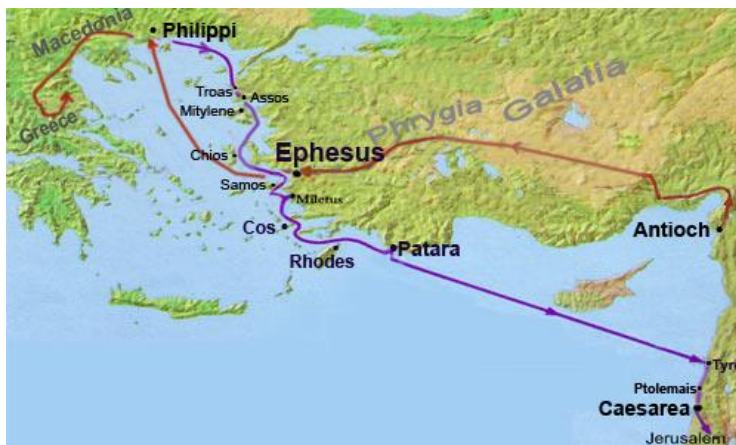 Macedonia
Philippi
Greece
Troas
Assos
Mitylene
Phrygia Galatia
Chios
Ephesus
Samos
Miletus
Cos
Rhodes
Patara
Antioch
Tyre
Ptolemais
Caesarea
Jerusalem